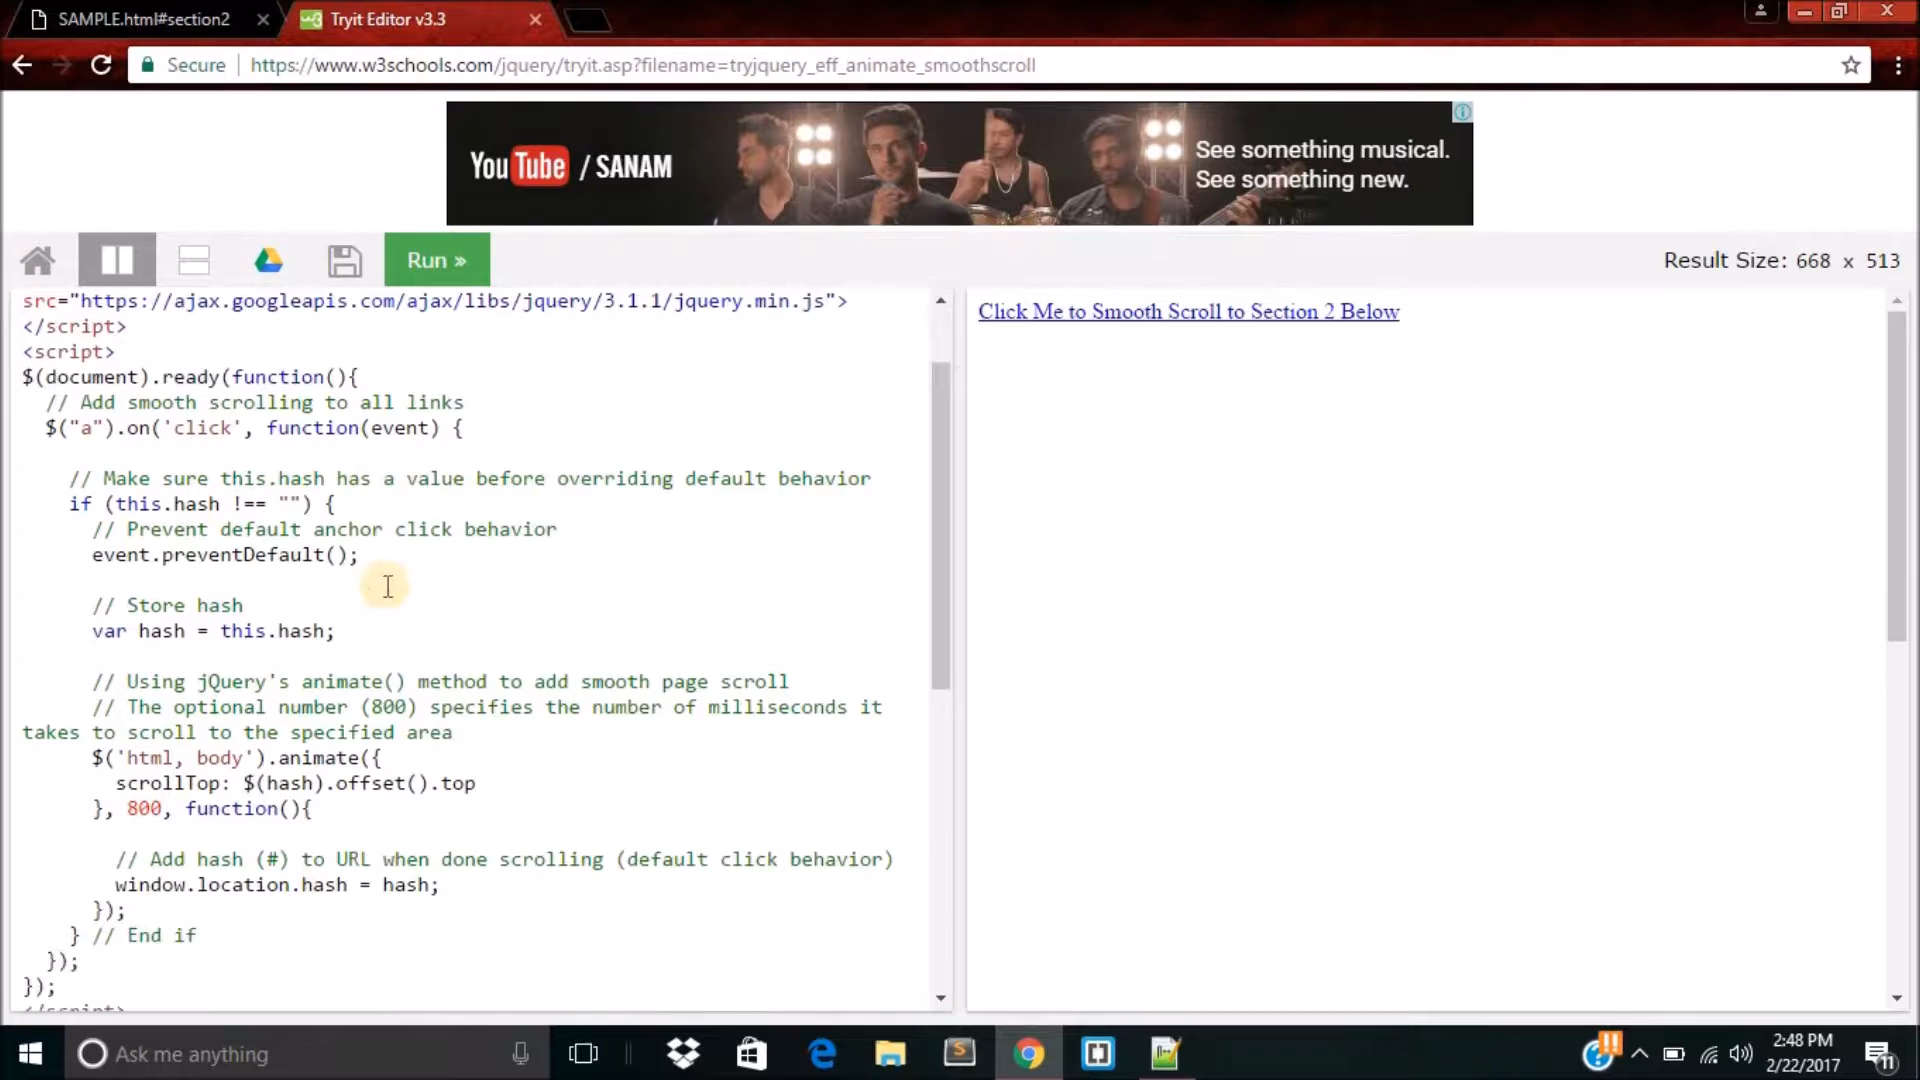 SAMPLE.html#section2
Tryit Editor v3.3
Secure
https://www.w3schools.com/jquery/tryit.asp?filename=tryjquery_eff_animate_smoothscroll
YouTube / SANAM
See something musical.
See something new.
Run »
Result Size: 668 x 513
src="https://ajax.googleapis.com/ajax/libs/jquery/3.1.1/jquery.min.js">
</script>
<script>
$(document).ready(function(){
// Add smooth scrolling to all links
$("a").on('click', function(event) {
// Make sure this.hash has a value before overriding default behavior
if (this.hash !== "") {
// Prevent default anchor click behavior
event.preventDefault();
// Store hash
var hash = this.hash;
// Using jQuery's animate() method to add smooth page scroll
// The optional number (800) specifies the number of milliseconds it
takes to scroll to the specified area
$('html, body').animate({
scrollTop: $(hash).offset().top
}, 800, function(){
// Add hash (#) to URL when done scrolling (default click behavior)
window.location.hash = hash;
});
} // End if
});
});
</script>
Click Me to Smooth Scroll to Section 2 Below
Ask me anything
2:48 PM
2/22/2017
11